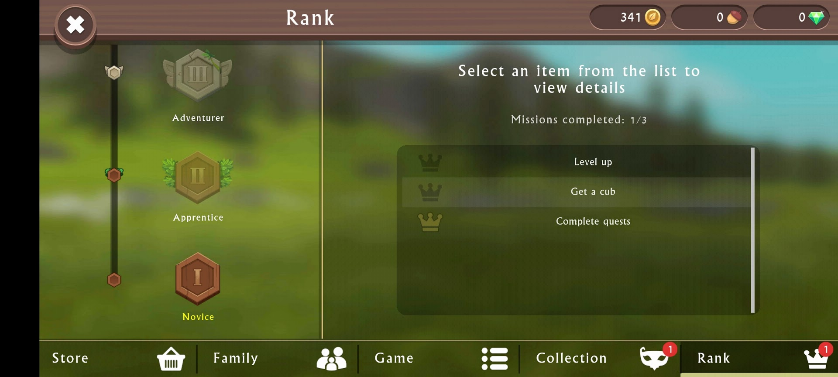 Rank
341
0
0
III
Adventurer
II
Apprentice
I
Novice
Select an item from the list to
view details
Missions completed: 1/3
Level up
Get a cub
Complete quests
Store
Family
Game
Collection
1
Rank
1